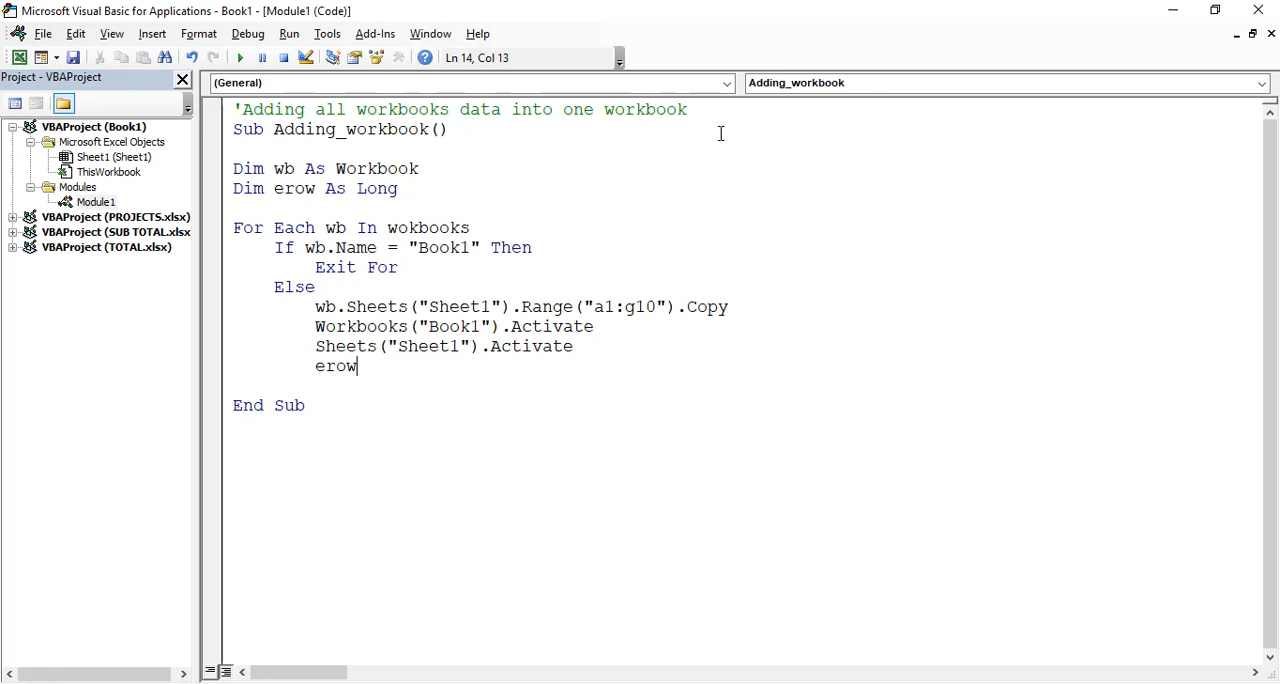 Microsoft Visual Basic for Applications - Book1 - [Module1 (Code)]
File Edit View Insert Format Debug Run Tools Add-Ins Window Help
Ln 14, Col 13
Project - VBAProject
(General)
Adding_workbook
VBAProject (Book1)
Microsoft Excel Objects
Sheet1 (Sheet1)
ThisWorkbook
Modules
Module1
VBAProject (PROJECTS.xlsx)
VBAProject (SUB TOTAL.xlsx
VBAProject (TOTAL.xlsx)
'Adding all workbooks data into one workbook
Sub Adding_workbook()
Dim wb As Workbook
Dim erow As Long
For Each wb In wokbooks
If wb.Name = "Book1" Then
Exit For
Else
wb.Sheets("Sheet1").Range("a1:g10").Copy
Workbooks("Book1").Activate
Sheets("Sheet1").Activate
erow
End Sub